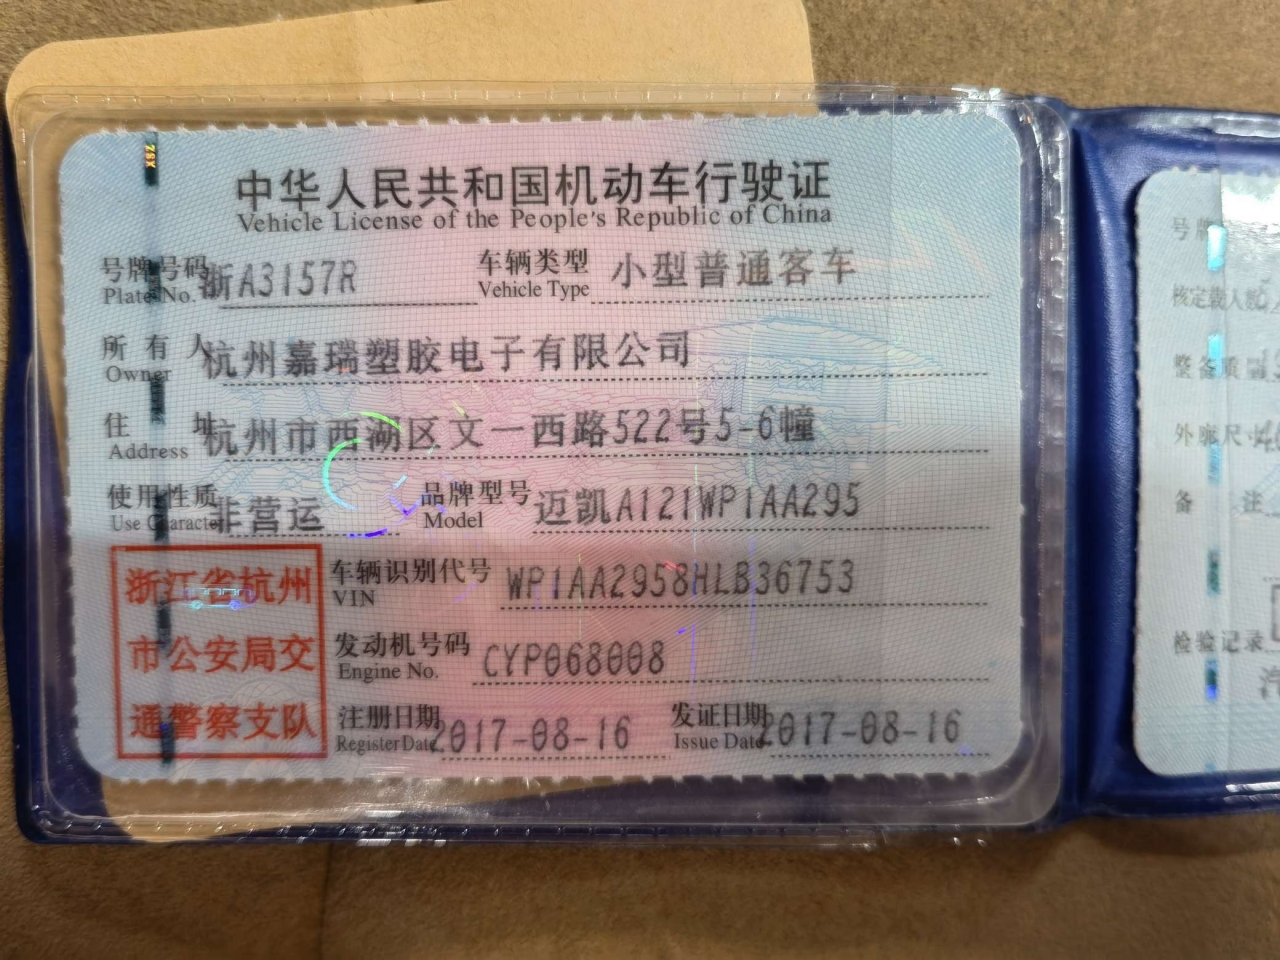 中华人民共和国机动车行驶证
Vehicle License of the People's Republic of China
号牌号码 浙A3157R 车辆类型 小型普通客车
Plate No. Vehicle Type
所有人 杭州嘉瑞塑胶电子有限公司
Owner
住址 杭州市西湖区文一西路522号5-6幢
Address
使用性质 非营运 品牌型号 迈凯A121WP1AA295
Use Character Model
浙江省杭州
市公安局交
通警察支队
车辆识别代号 WP1AA2958HLB36753
VIN
发动机号码 CYP068008
Engine No.
注册日期 2017-08-16 发证日期 2017-08-16
Register Date Issue Date
号牌
核定载人数
整备质量
外廓尺寸
备注
检验记录